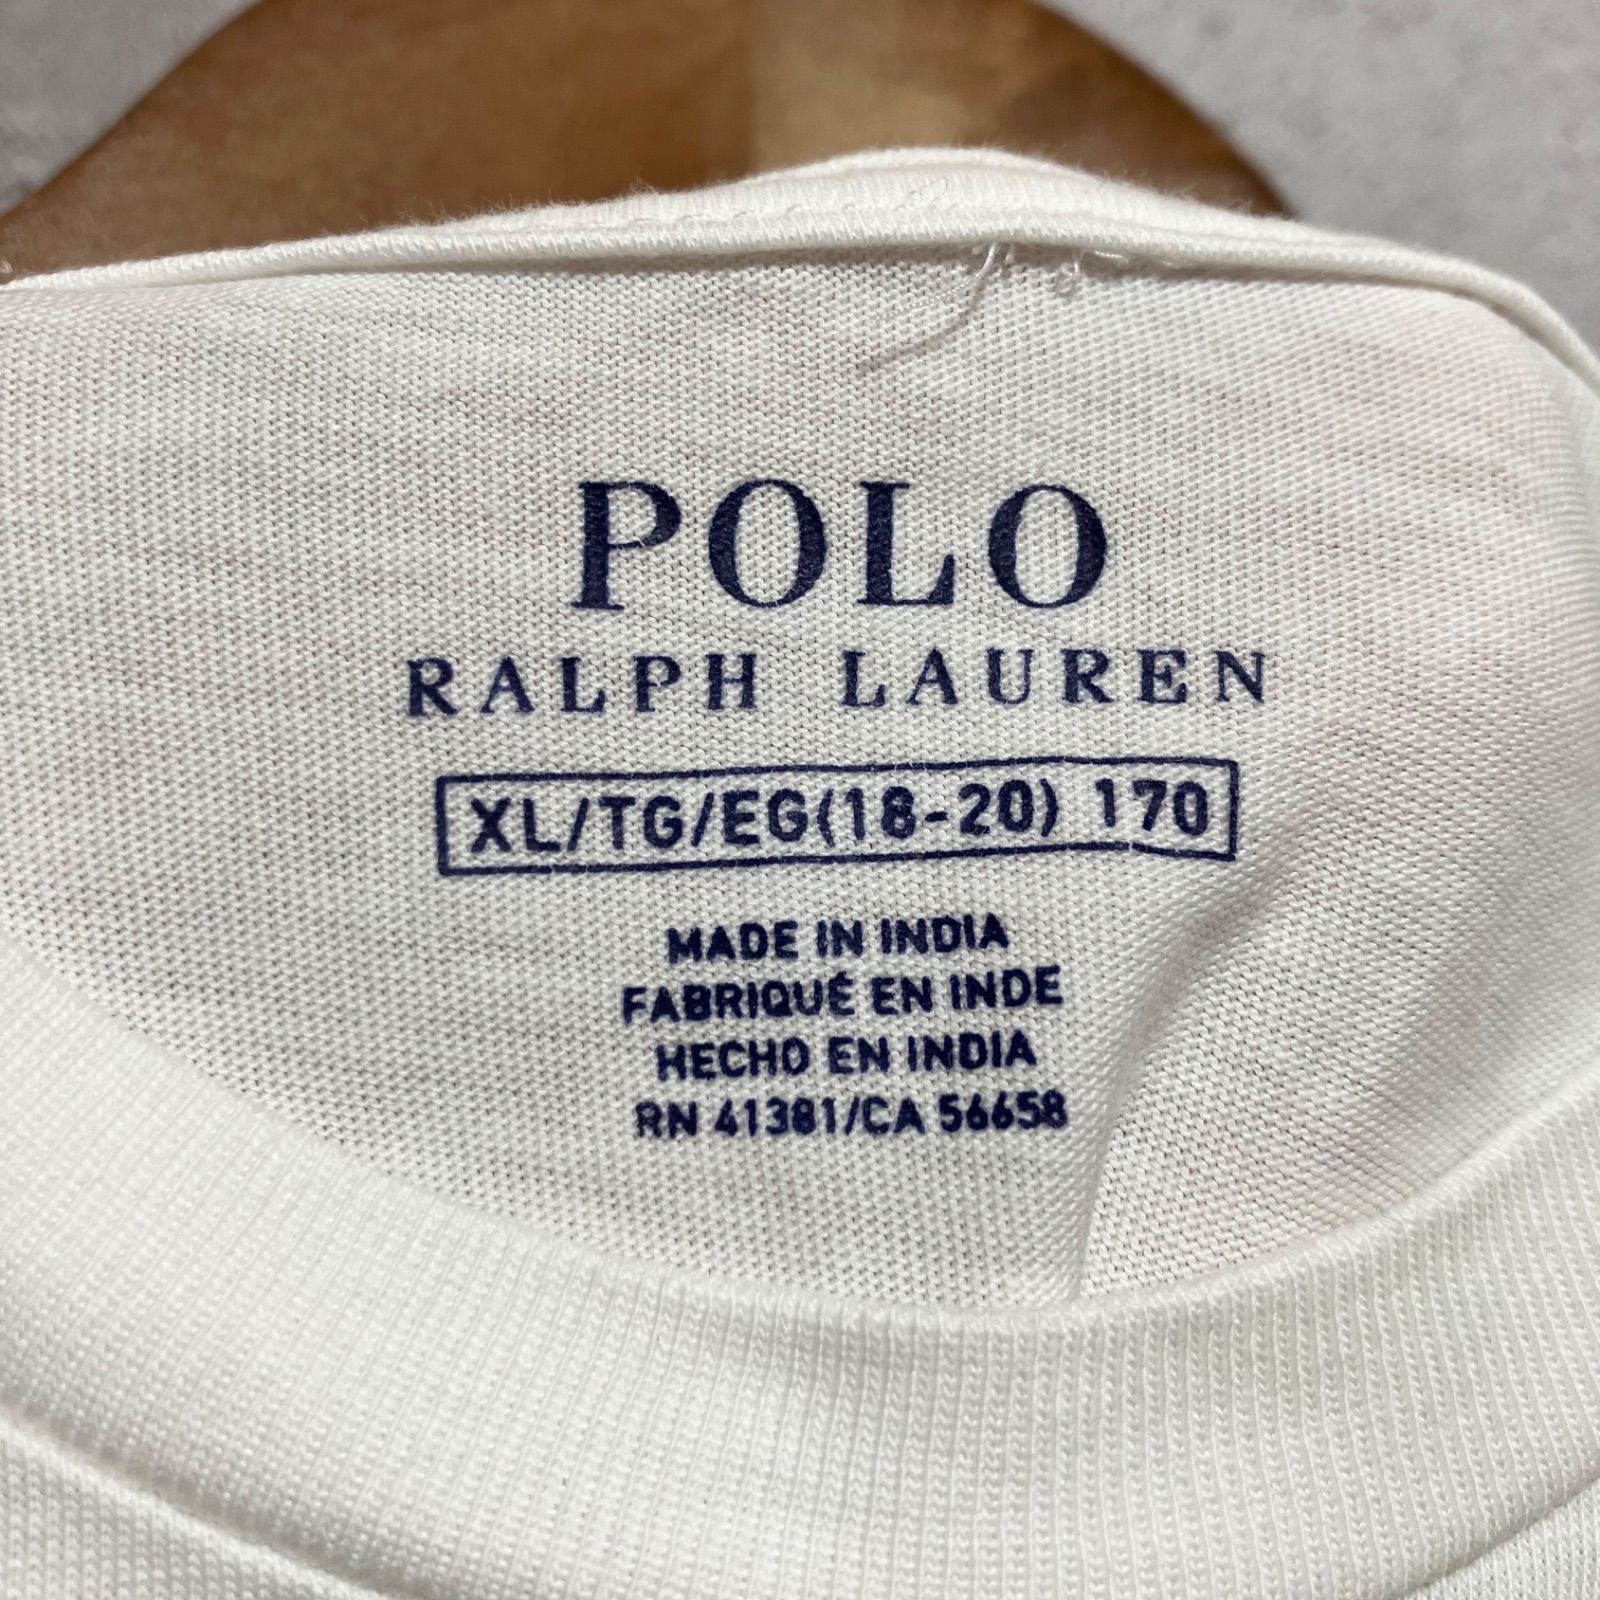 POLO
RALPH LAUREN
XL/TG/EG(18-20) 170
MADE IN INDIA
FABRIQUÉ EN INDE
HECHO EN INDIA
RN 41381/CA 56658